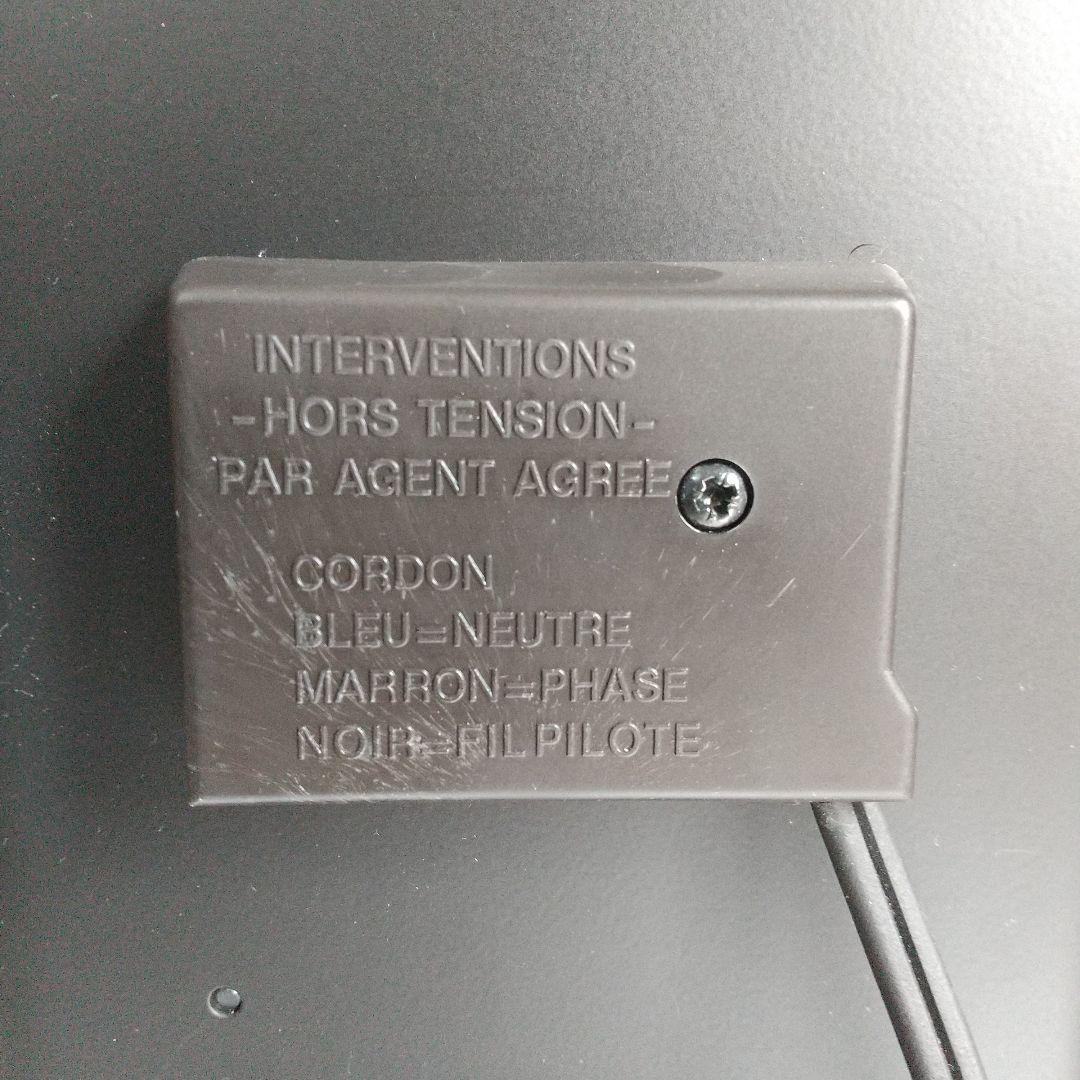 INTERVENTIONS
-HORS TENSION-
PAR AGENT AGREE
CORDON
BLEU=NEUTRE
MARRON=PHASE
NOIR=FIL PILOTE